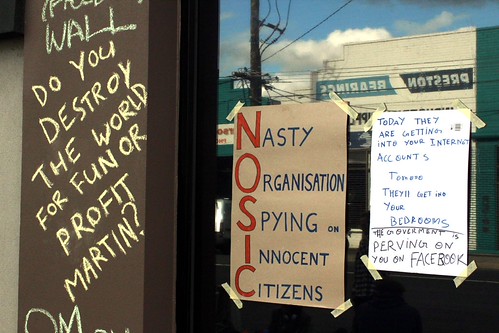 WALL
DO YOU
DESTROY
THE WORLD
FOR FUN OR
PROFIT
MARTIN?
OM
NASTY
ORGANISATION
SPYING ON
INNOCENT
CITIZENS
TODAY THEY
ARE GETTING
INTO YOUR INTERNET
ACCOUNTS
THEY'LL GET INTO
YOUR
BEDROOMS
THE GOVERMENT IS
PERVING ON
YOU ON FACEBOOK
PRESTON BEARINGS